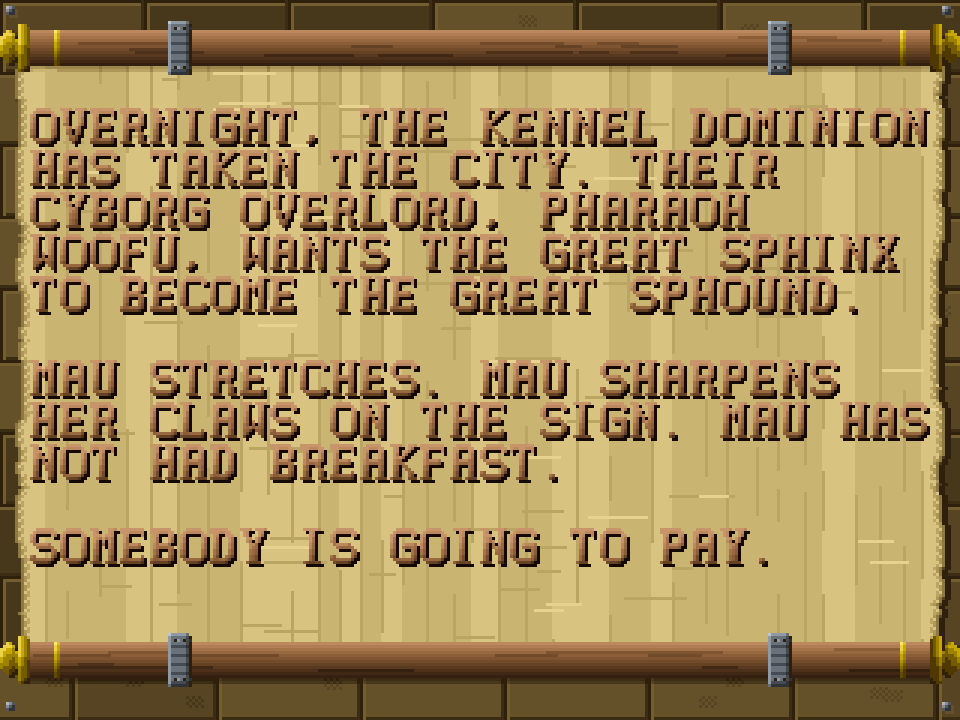 OVERNIGHT, THE KENNEL DOMINION
HAS TAKEN THE CITY. THEIR
CYBORG OVERLORD, PHARAOH
WOOFU, WANTS THE GREAT SPHINX
TO BECOME THE GREAT SPHOUND.
MAU STRETCHES. MAU SHARPENS
HER CLAWS ON THE SIGN. MAU HAS
NOT HAD BREAKFAST.
SOMEBODY IS GOING TO PAY.